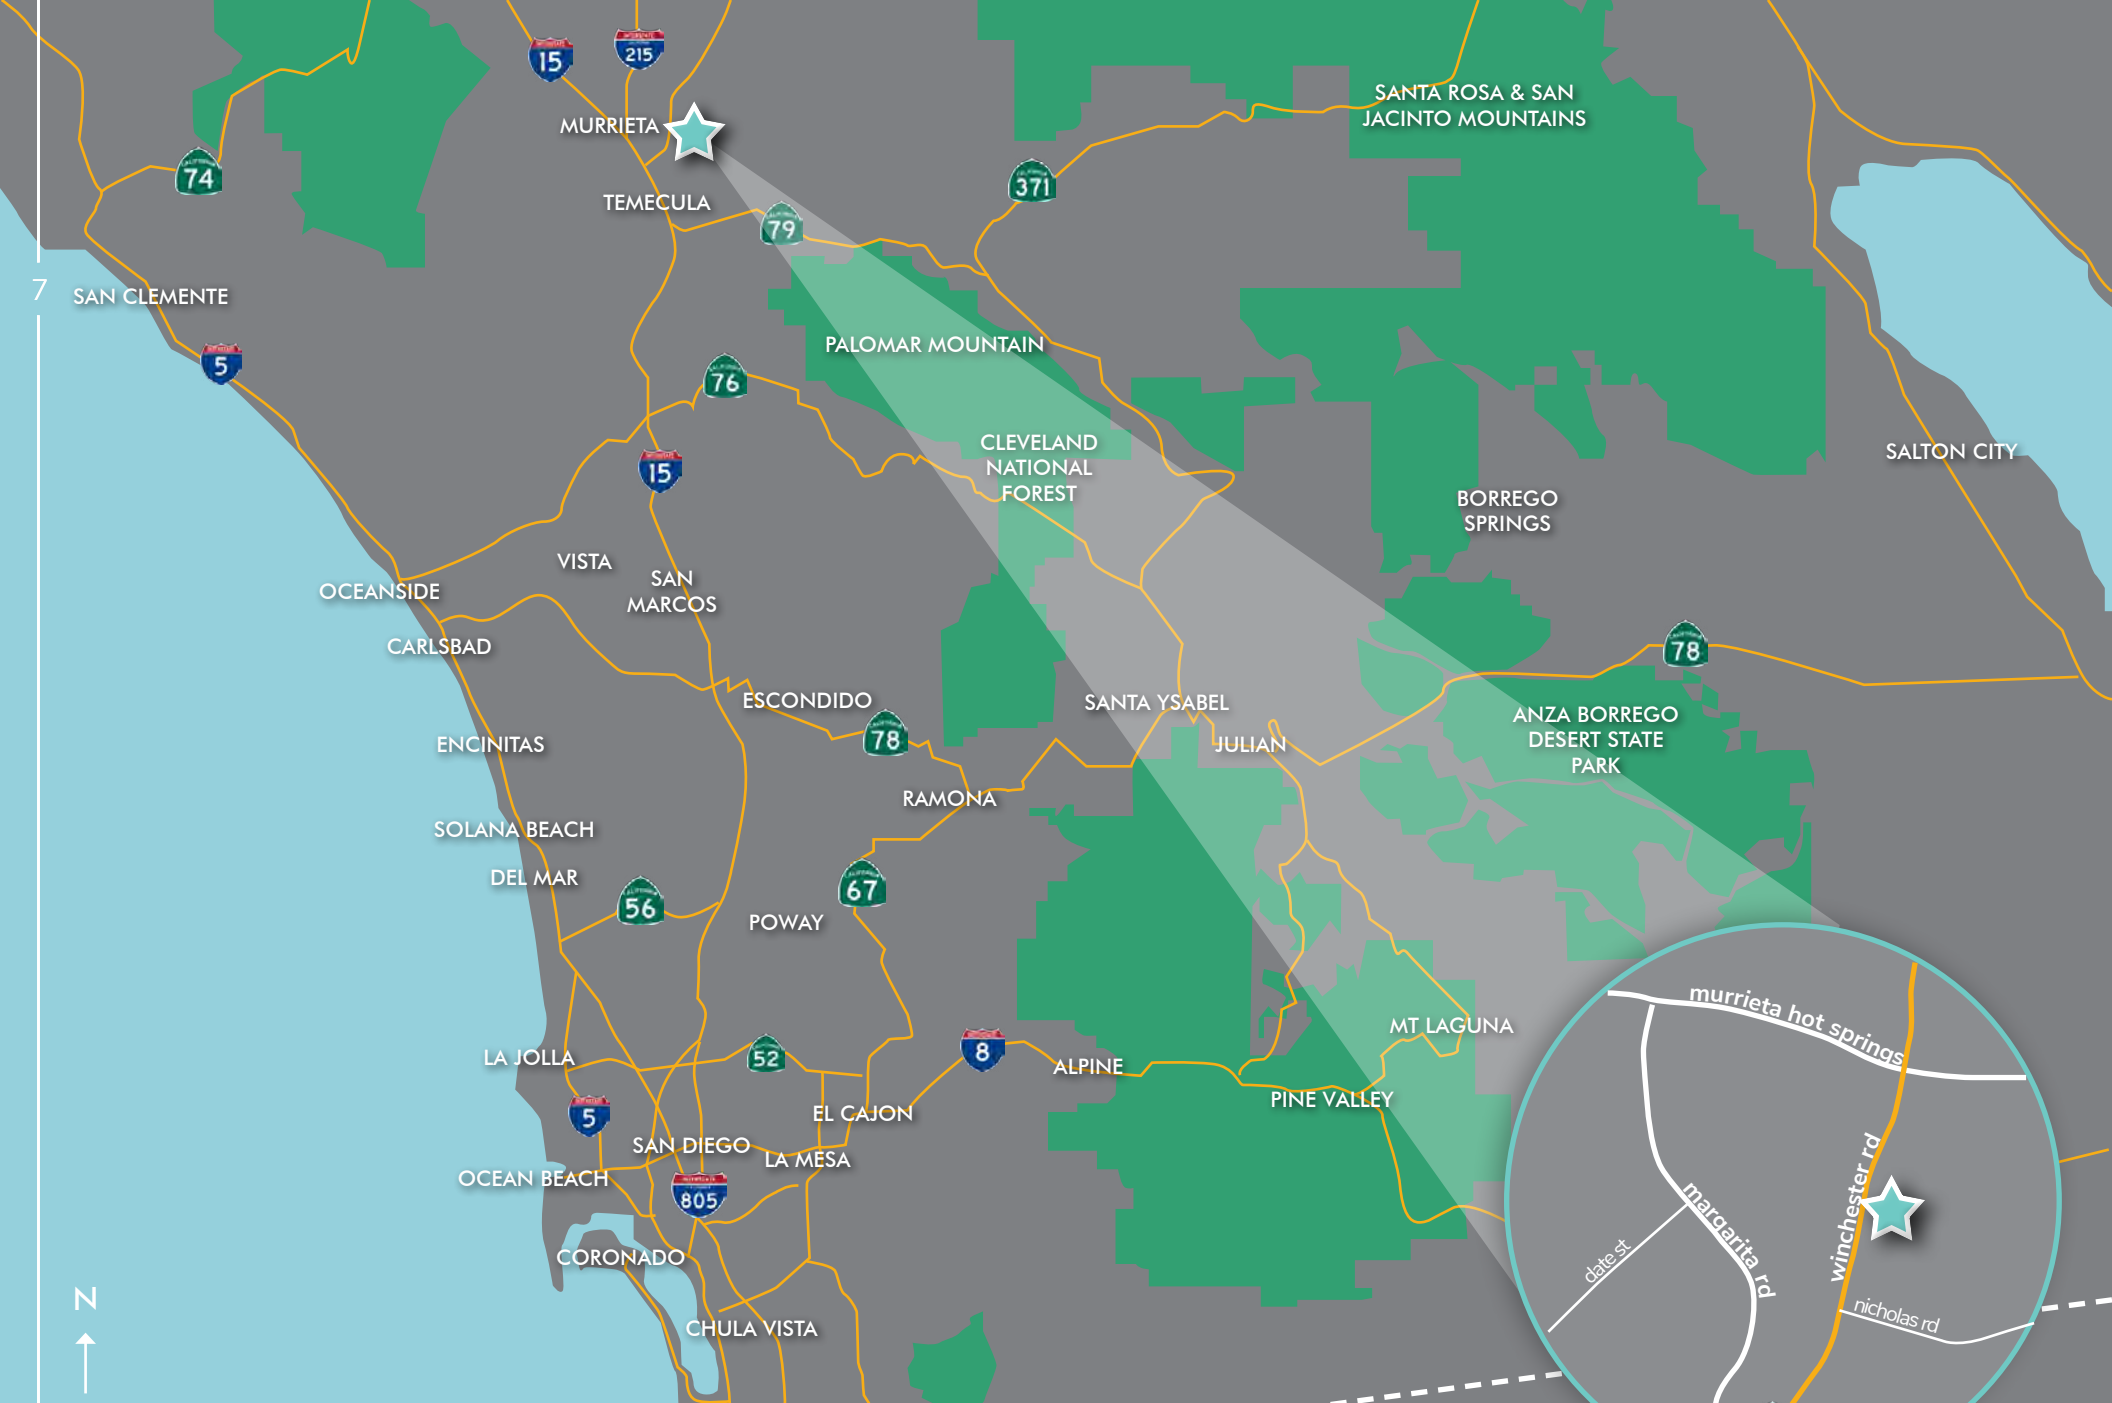 15
215
MURRIETA
SANTA ROSA & SAN
JACINTO MOUNTAINS
74
371
TEMECULA
79
7
SAN CLEMENTE
5
PALOMAR MOUNTAIN
76
CLEVELAND
NATIONAL
FOREST
SALTON CITY
15
BORREGO
SPRINGS
VISTA
SAN
MARCOS
OCEANSIDE
CARLSBAD
78
ESCONDIDO
SANTA YSABEL
78
ENCINITAS
JULIAN
ANZA BORREGO
DESERT STATE
PARK
RAMONA
SOLANA BEACH
DEL MAR
56
67
POWAY
LA JOLLA
52
8
ALPINE
MT LAGUNA
murrieta hot springs
5
EL CAJON
PINE VALLEY
SAN DIEGO
LA MESA
OCEAN BEACH
805
winchester rd
margarita rd
date st
CORONADO
N
CHULA VISTA
nicholas rd